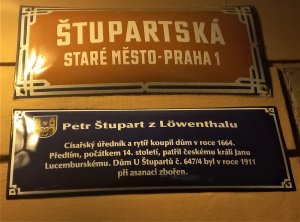 ŠTUPARTSKÁ
STARÉ MĚSTO-PRAHA 1
Petr Štupart z Löwenthalu
Císařský úředník a rytíř koupil dům v roce 1664.
Předtím, počátkem 14. století, patřil českému králi Janu
Lucemburskému. Dům U Štupartů č. 647/4 byl v roce 1911
při asanaci zbořen.